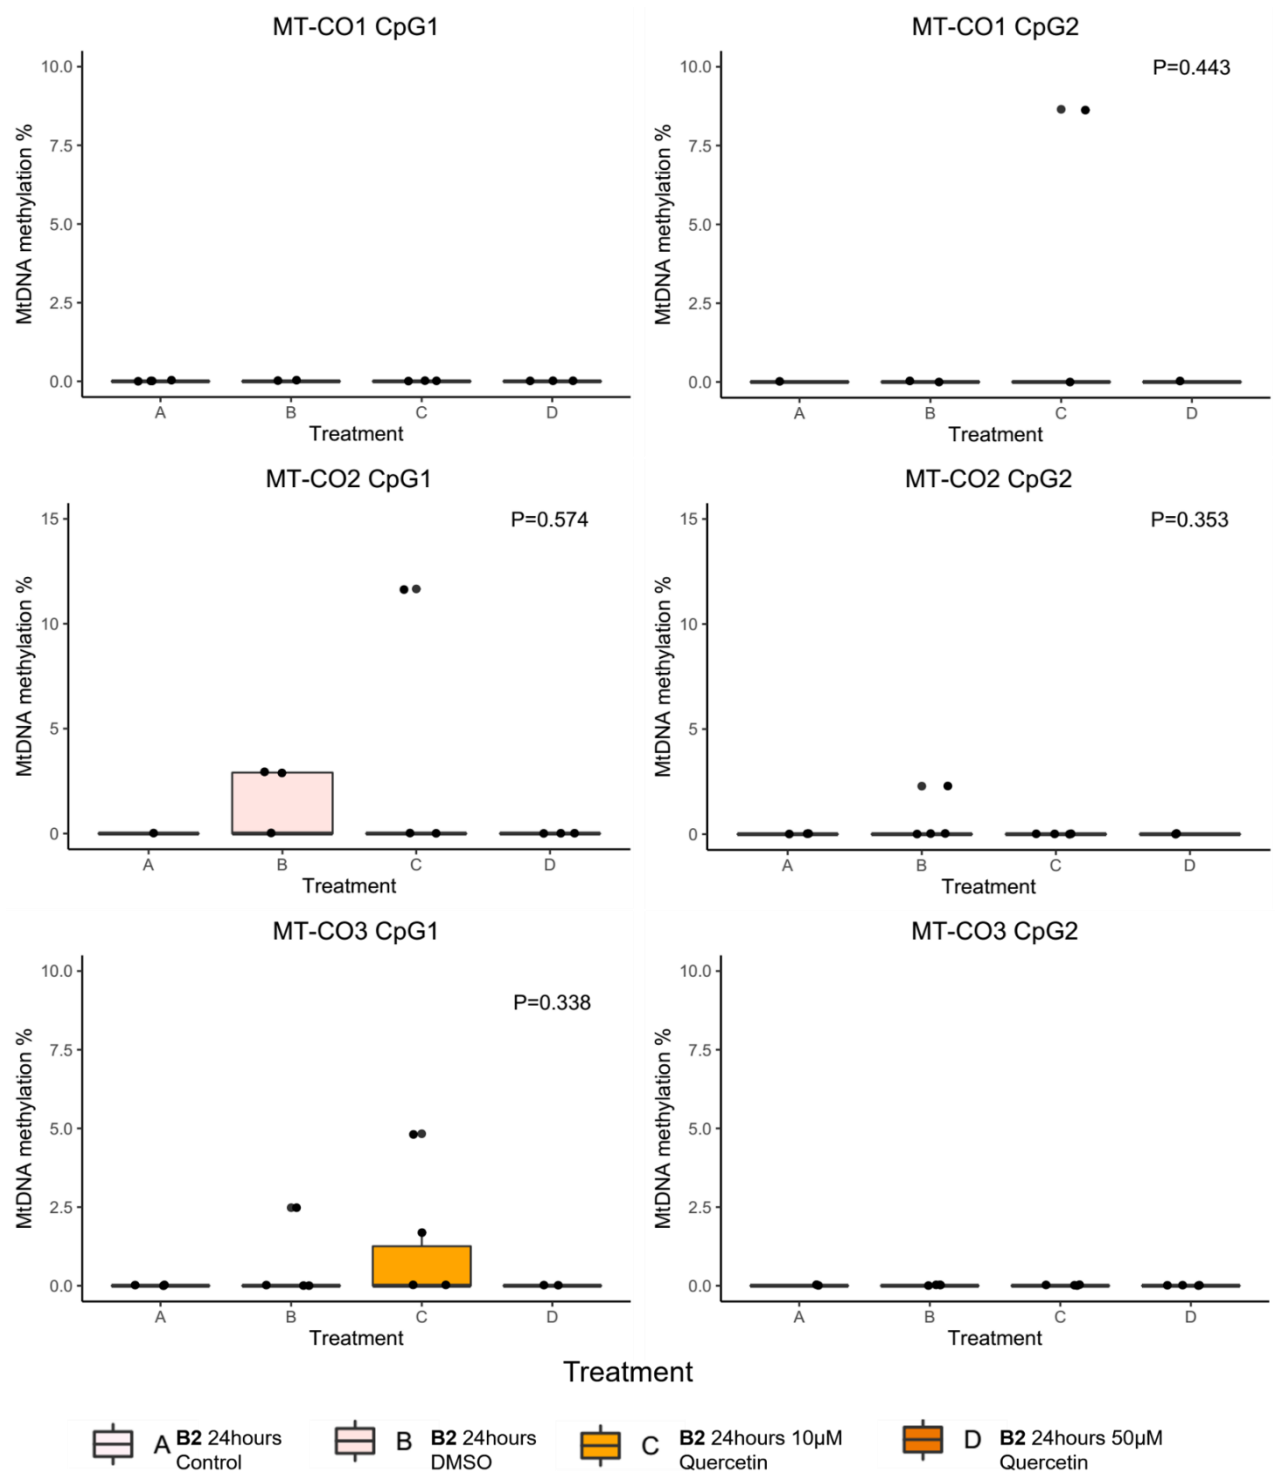 MT-CO1 CpG1
MtDNA methylation %
10.0
7.5
5.0
2.5
0.0
A B C D
Treatment
MT-CO1 CpG2
P=0.443
MtDNA methylation %
10.0
7.5
5.0
2.5
0.0
A B C D
Treatment
MT-CO2 CpG1
P=0.574
MtDNA methylation %
15
10
5
0
A B C D
Treatment
MT-CO2 CpG2
P=0.353
MtDNA methylation %
15
10
5
0
A B C D
Treatment
MT-CO3 CpG1
P=0.338
MtDNA methylation %
10.0
7.5
5.0
2.5
0.0
A B C D
Treatment
MT-CO3 CpG2
MtDNA methylation %
10.0
7.5
5.0
2.5
0.0
A B C D
Treatment
Treatment
A B2 24hours
Control
B B2 24hours
DMSO
C B2 24hours 10µM
Quercetin
D B2 24hours 50µM
Quercetin